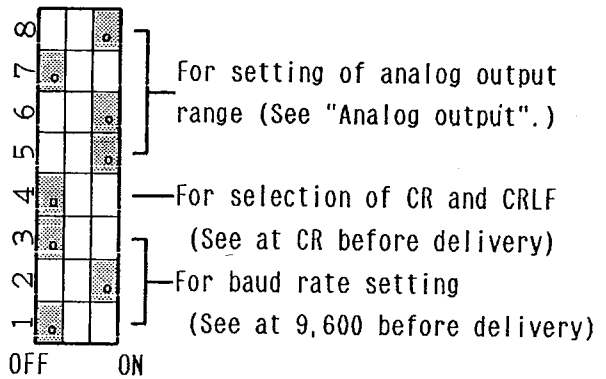 8
7
6
5
4
3
2
1
OFF ON
For setting of analog output
range (See "Analog output".)
For selection of CR and CRLF
(See at CR before delivery)
For baud rate setting
(See at 9,600 before delivery)